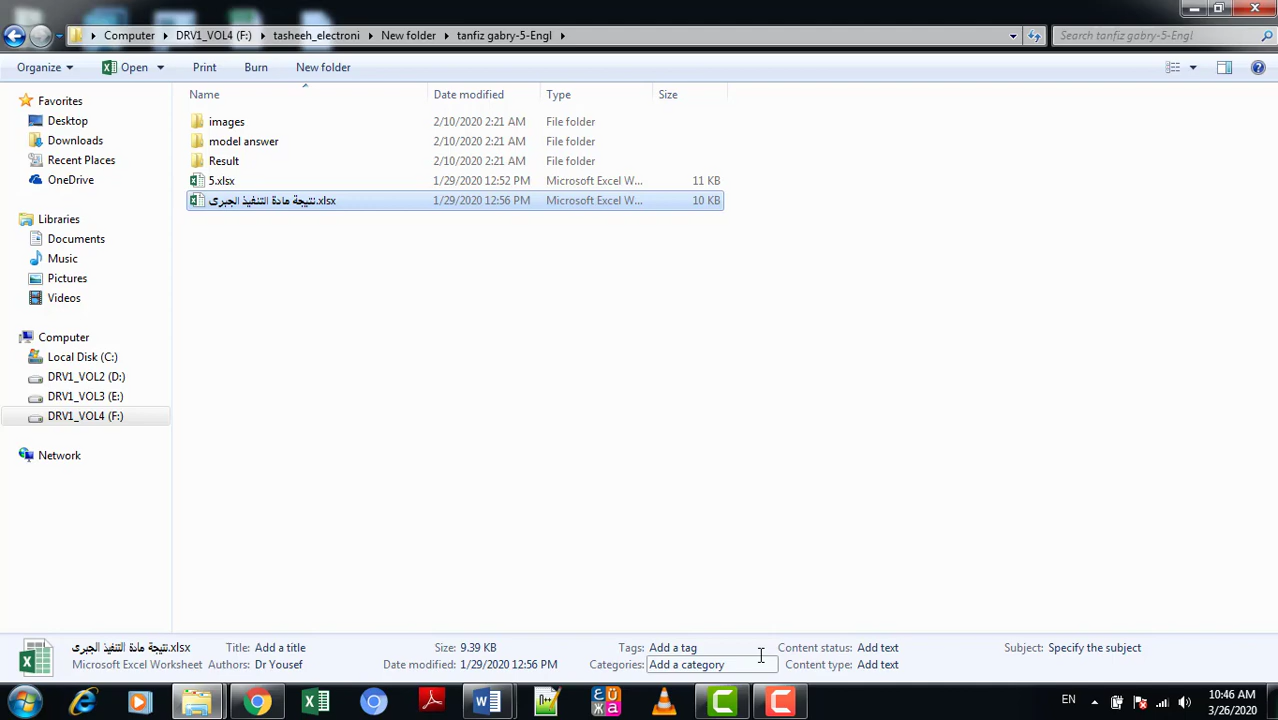 Computer DRV1_VOL4 (F:) tasheeh_electroni New folder tanfiz gabry-5-Engl
Search tanfiz gabry-5-Engl
Organize Open Print Burn New folder
Name Date modified Type Size
Favorites
Desktop
Downloads
Recent Places
OneDrive
Libraries
Documents
Music
Pictures
Videos
Computer
Local Disk (C:)
DRV1_VOL2 (D:)
DRV1_VOL3 (E:)
DRV1_VOL4 (F:)
Network
images 2/10/2020 2:21 AM File folder
model answer 2/10/2020 2:21 AM File folder
Result 2/10/2020 2:21 AM File folder
5.xlsx 1/29/2020 12:52 PM Microsoft Excel W... 11 KB
نتيجة مادة التنفيذ الجبرى.xlsx 1/29/2020 12:56 PM Microsoft Excel W... 10 KB
نتيجة مادة التنفيذ الجبرى.xlsx Title: Add a title Size: 9.39 KB Tags: Add a tag Content status: Add text Subject: Specify the subject
Microsoft Excel Worksheet Authors: Dr Yousef Date modified: 1/29/2020 12:56 PM Categories: Add a category Content type: Add text
EN 10:46 AM
3/26/2020